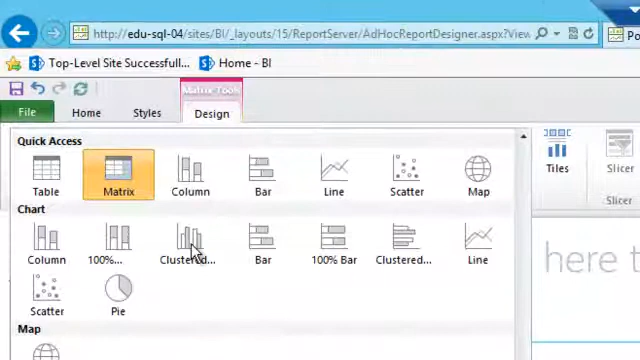 http://edu-sql-04/sites/BI/_layouts/15/ReportServer/AdHocReportDesigner.aspx?View
Po
Top-Level Site Successfull... Home - BI
Matrix Tools
File Home Styles Design
Quick Access
Table Matrix Column Bar Line Scatter Map
Tiles Slicer
Slicer
Chart
Column 100%... Clustered... Bar 100% Bar Clustered... Line
here t
Scatter Pie
Map